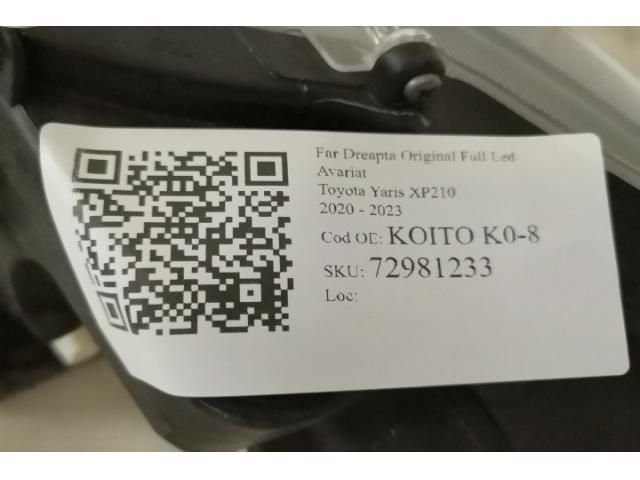 Far Dreapta Original Full Led
Avariat
Toyota Yaris XP210
2020 - 2023
Cod OE: KOITO K0-8
SKU: 72981233
Loc: